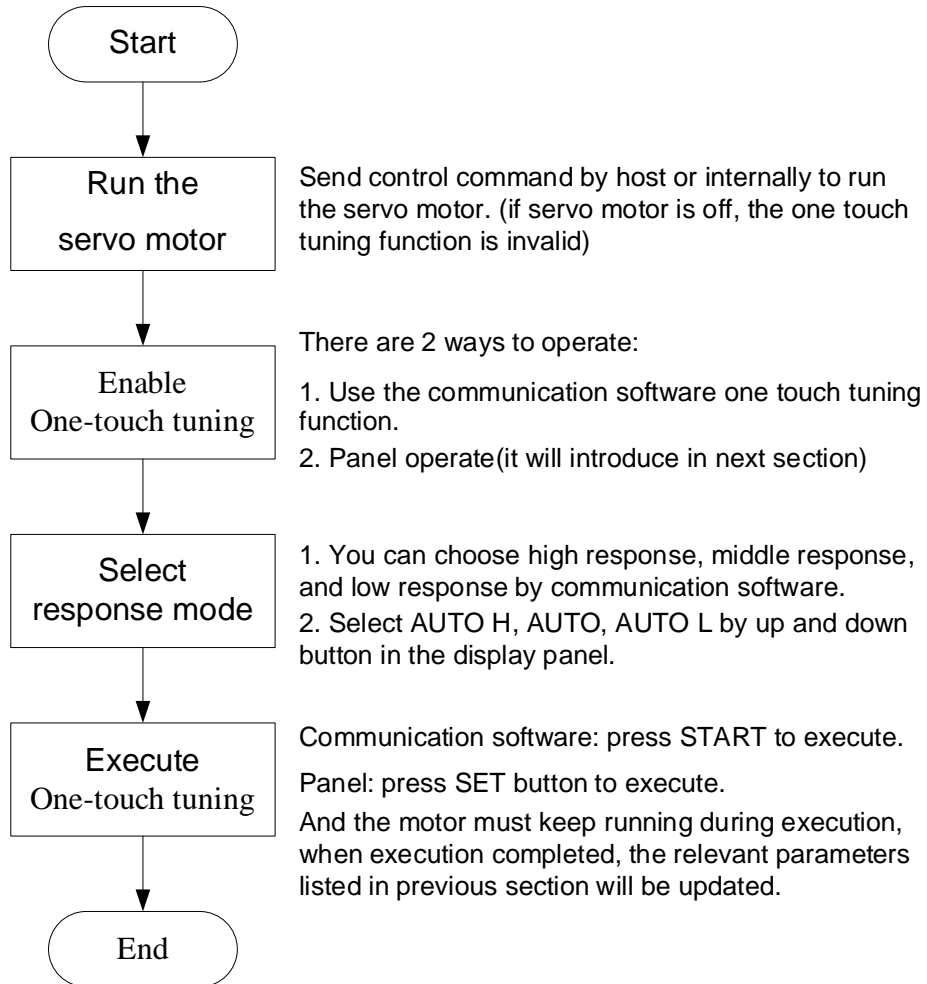 Start
Run the
servo motor
Send control command by host or internally to run
the servo motor. (if servo motor is off, the one touch
tuning function is invalid)
Enable
One-touch tuning
There are 2 ways to operate:
1. Use the communication software one touch tuning
function.
2. Panel operate(it will introduce in next section)
Select
response mode
1. You can choose high response, middle response,
and low response by communication software.
2. Select AUTO H, AUTO, AUTO L by up and down
button in the display panel.
Execute
One-touch tuning
Communication software: press START to execute.
Panel: press SET button to execute.
And the motor must keep running during execution,
when execution completed, the relevant parameters
listed in previous section will be updated.
End